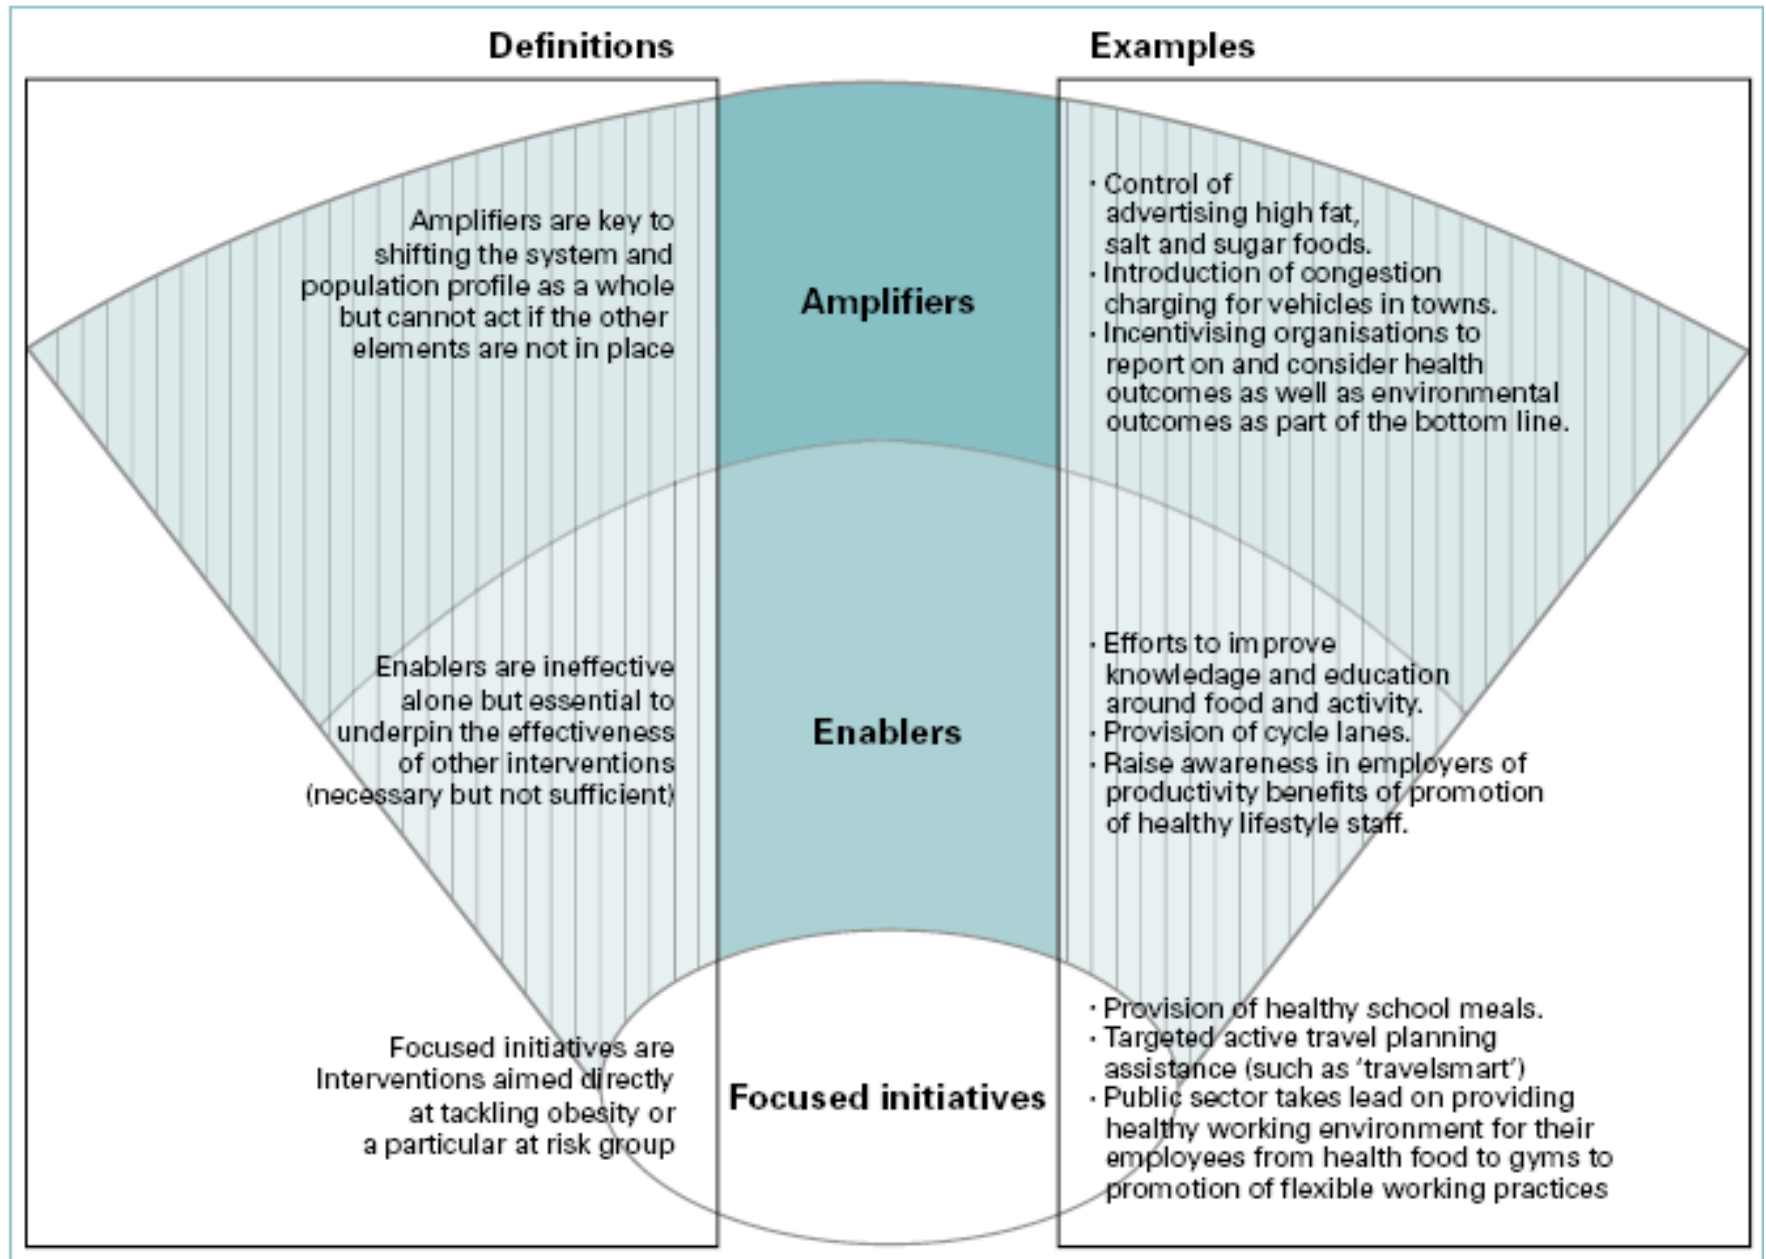 Definitions
Examples
Amplifiers are key to
shifting the system and
population profile as a whole
but cannot act if the other
elements are not in place
Amplifiers
· Control of
advertising high fat,
salt and sugar foods.
· Introduction of congestion
charging for vehicles in towns.
· Incentivising organisations to
report on and consider health
outcomes as well as environmental
outcomes as part of the bottom line.
Enablers are ineffective
alone but essential to
underpin the effectiveness
of other interventions
(necessary but not sufficient)
Enablers
· Efforts to improve
knowledage and education
around food and activity.
· Provision of cycle lanes.
· Raise awareness in employers of
productivity benefits of promotion
of healthy lifestyle staff.
Focused initiatives are
Interventions aimed directly
at tackling obesity or
a particular at risk group
Focused initiatives
· Provision of healthy school meals.
· Targeted active travel planning
assistance (such as ‘travelsmart’)
· Public sector takes lead on providing
healthy working environment for their
employees from health food to gyms to
promotion of flexible working practices